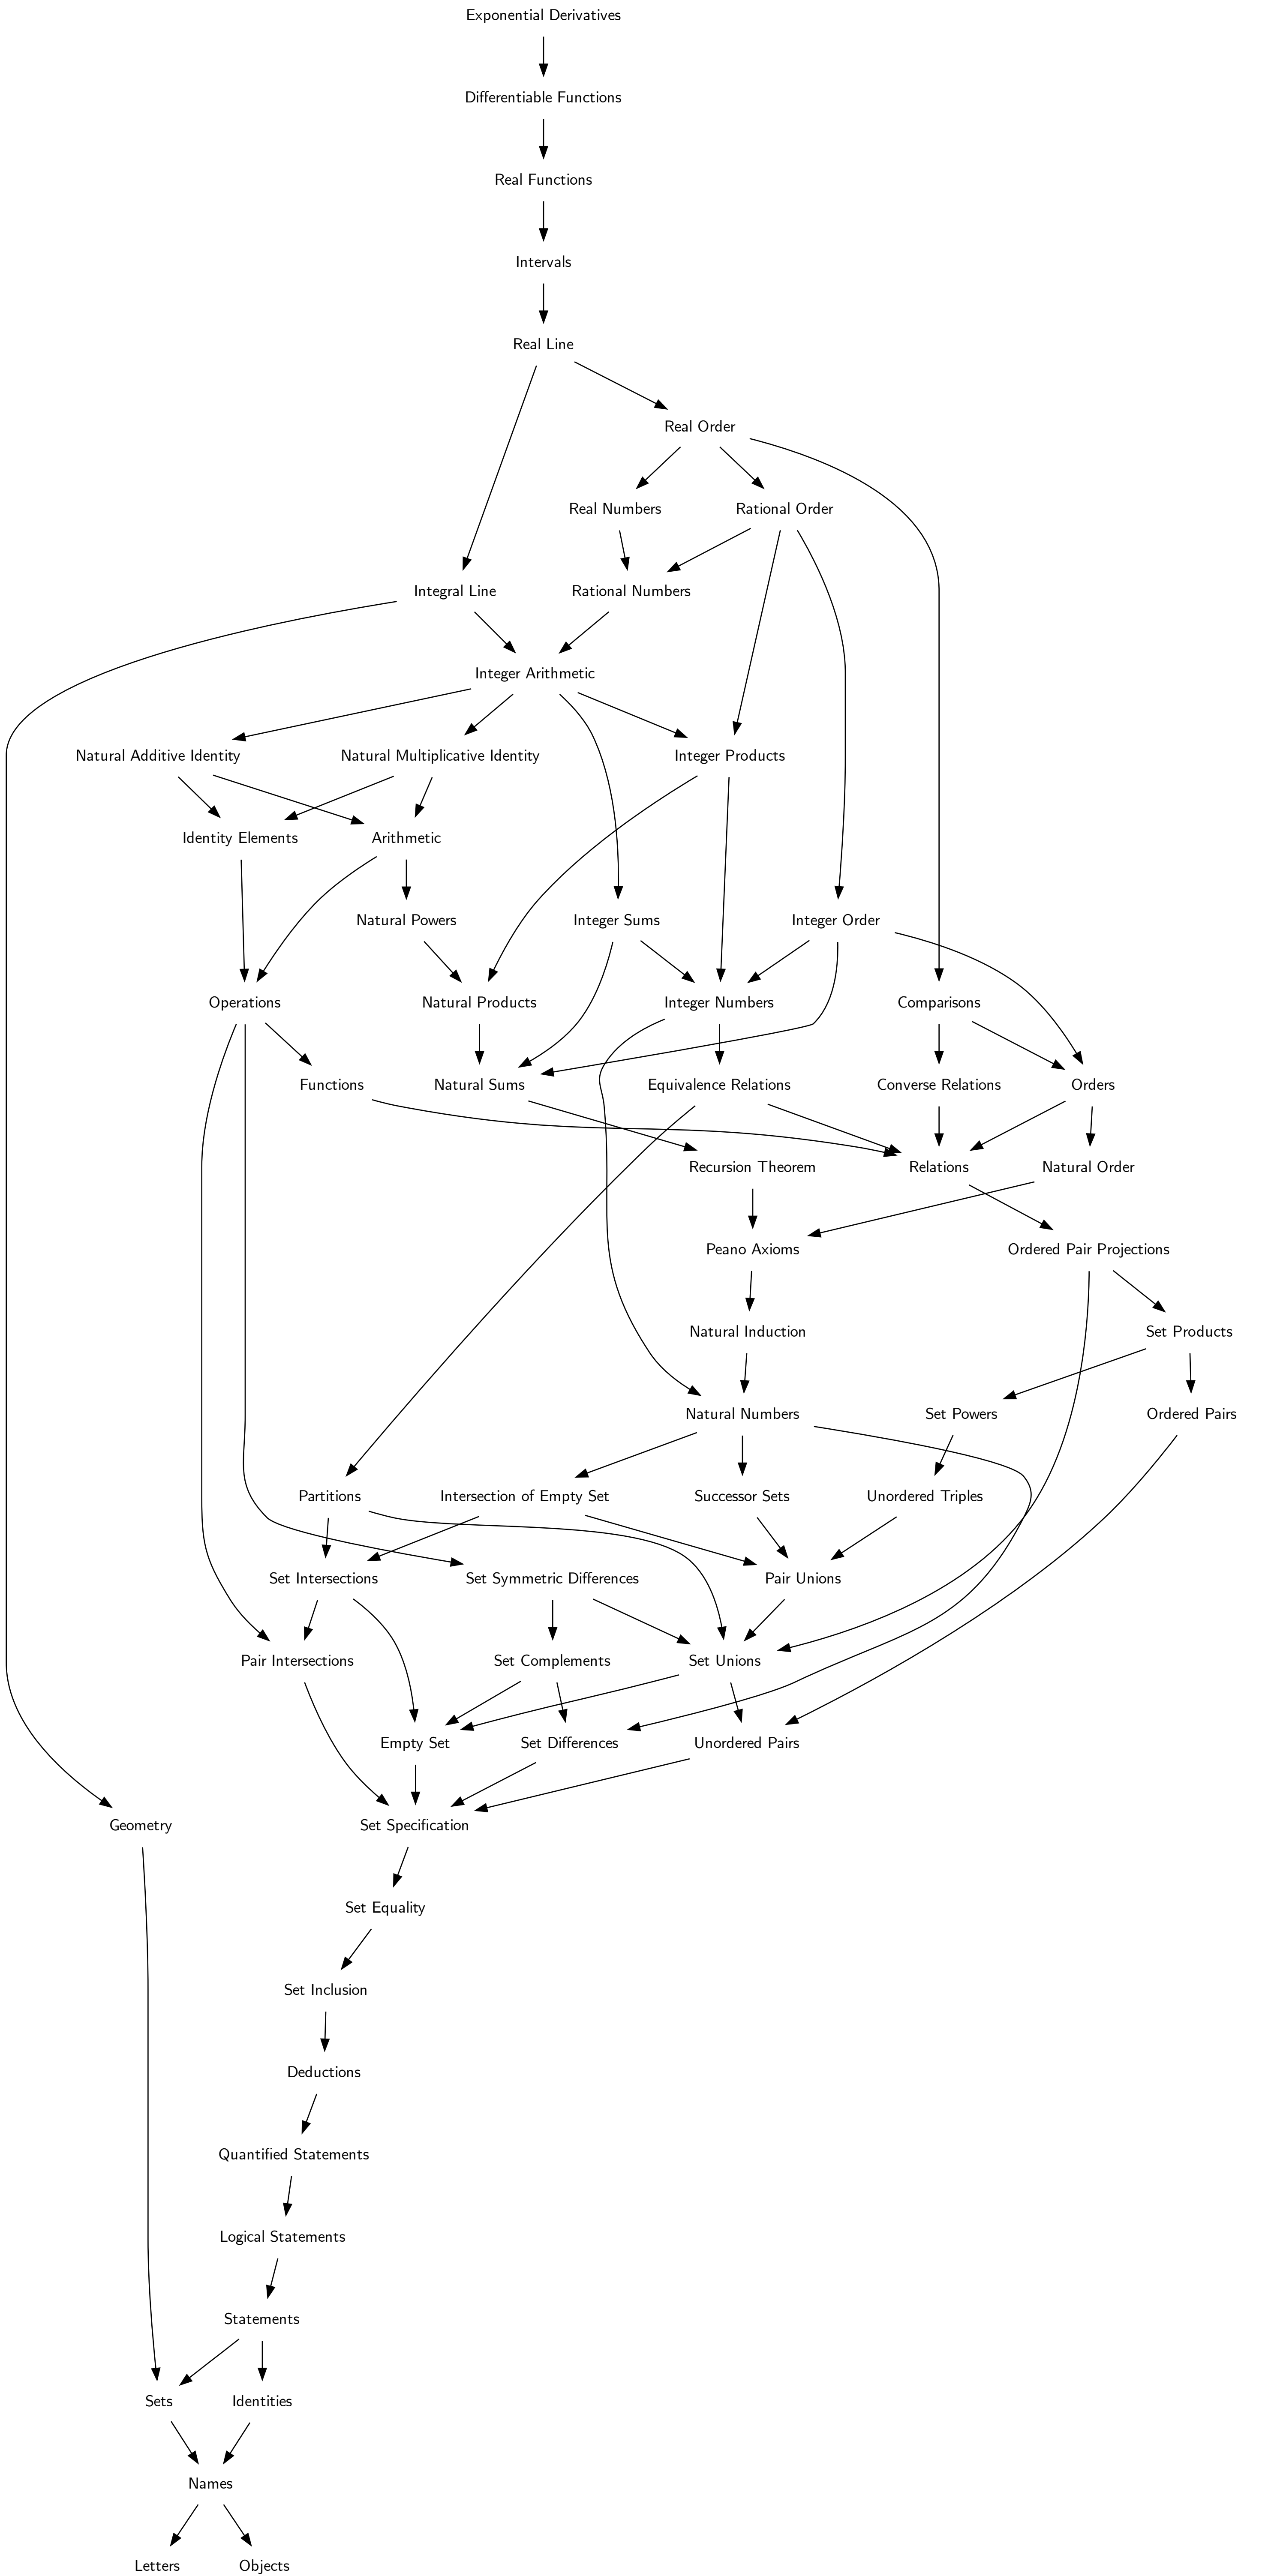 Exponential Derivatives
Differentiable Functions
Real Functions
Intervals
Real Line
Real Order
Real Numbers
Rational Order
Integral Line
Rational Numbers
Integer Arithmetic
Natural Additive Identity
Natural Multiplicative Identity
Integer Products
Identity Elements
Arithmetic
Natural Powers
Integer Sums
Integer Order
Operations
Natural Products
Integer Numbers
Comparisons
Functions
Natural Sums
Equivalence Relations
Converse Relations
Orders
Recursion Theorem
Relations
Natural Order
Peano Axioms
Ordered Pair Projections
Natural Induction
Set Products
Natural Numbers
Set Powers
Ordered Pairs
Partitions
Intersection of Empty Set
Successor Sets
Unordered Triples
Set Intersections
Set Symmetric Differences
Pair Unions
Pair Intersections
Set Complements
Set Unions
Empty Set
Set Differences
Unordered Pairs
Geometry
Set Specification
Set Equality
Set Inclusion
Deductions
Quantified Statements
Logical Statements
Statements
Sets
Identities
Names
Letters
Objects